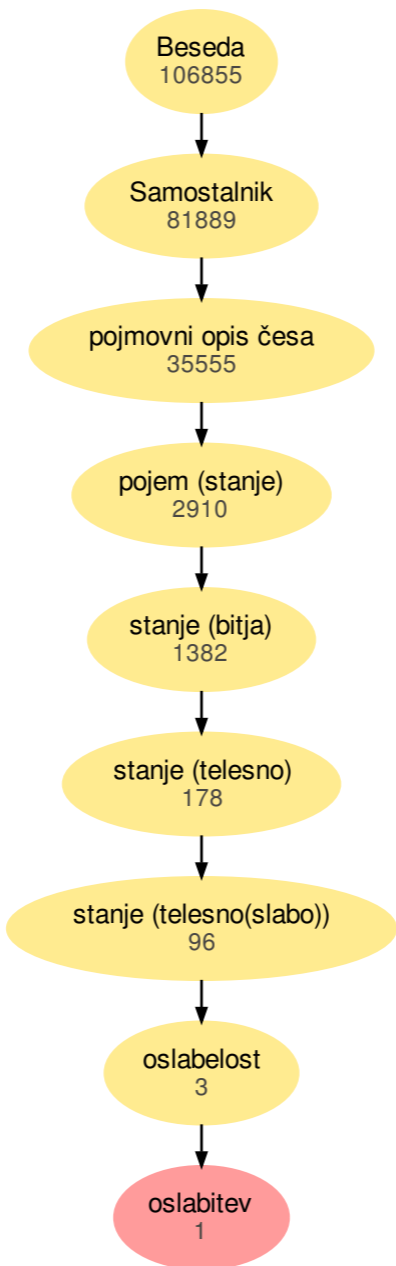 Beseda
106855
Samostalnik
81889
pojmovni opis česa
35555
pojem (stanje)
2910
stanje (bitja)
1382
stanje (telesno)
178
stanje (telesno(slabo))
96
oslabelost
3
oslabitev
1